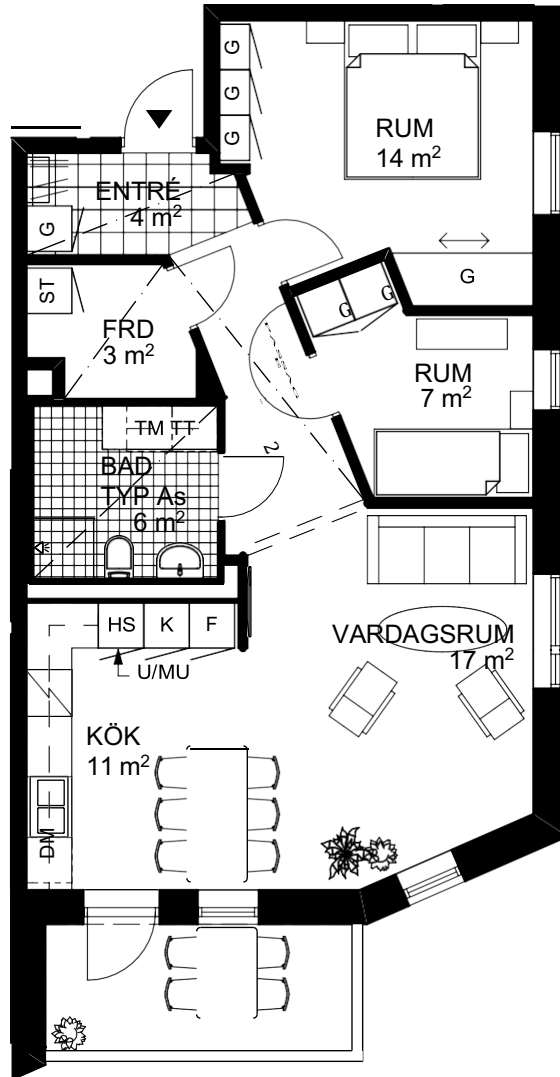 G
G
G
RUM
14 m²
ENTRÉ
4 m²
G
G
ST
FRD
3 m²
G
G
RUM
7 m²
TM TT
BAD
TYP As
6 m²
2
HS
K
F
U/MU
VARDAGSRUM
17 m²
KÖK
11 m²
DM